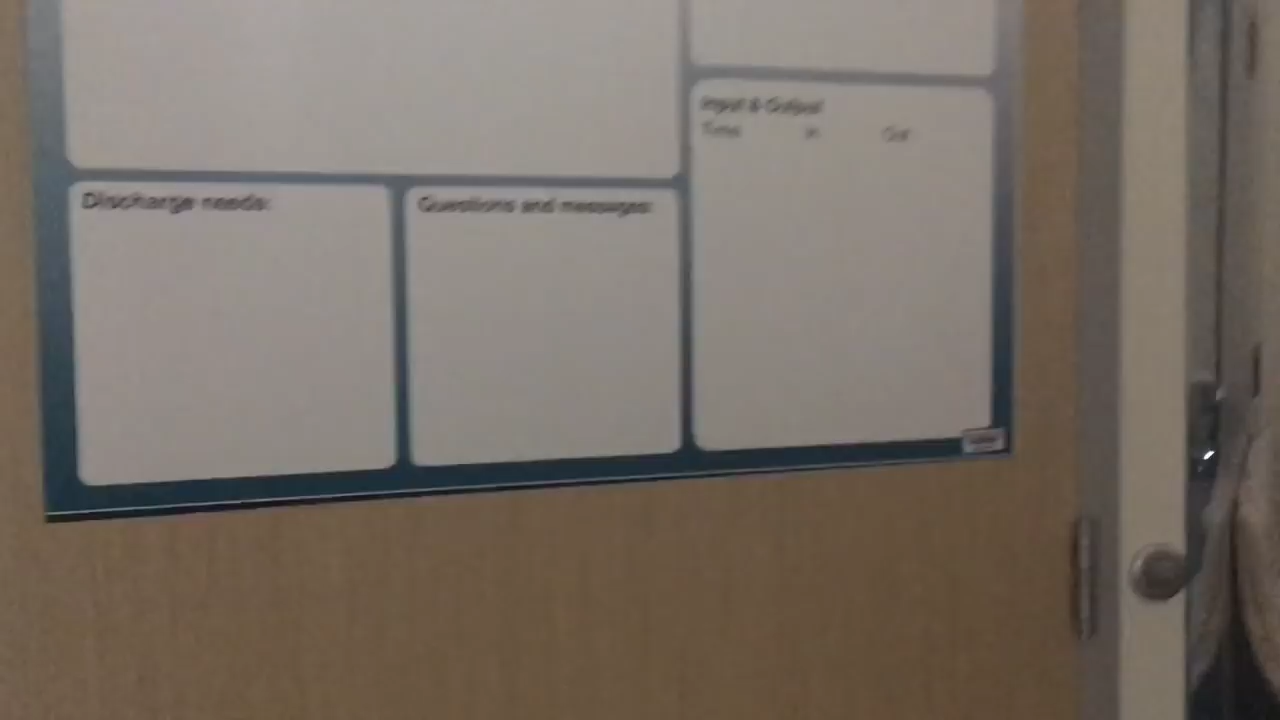 Input & Output
Time In Out
Discharge needs:
Questions and messages: